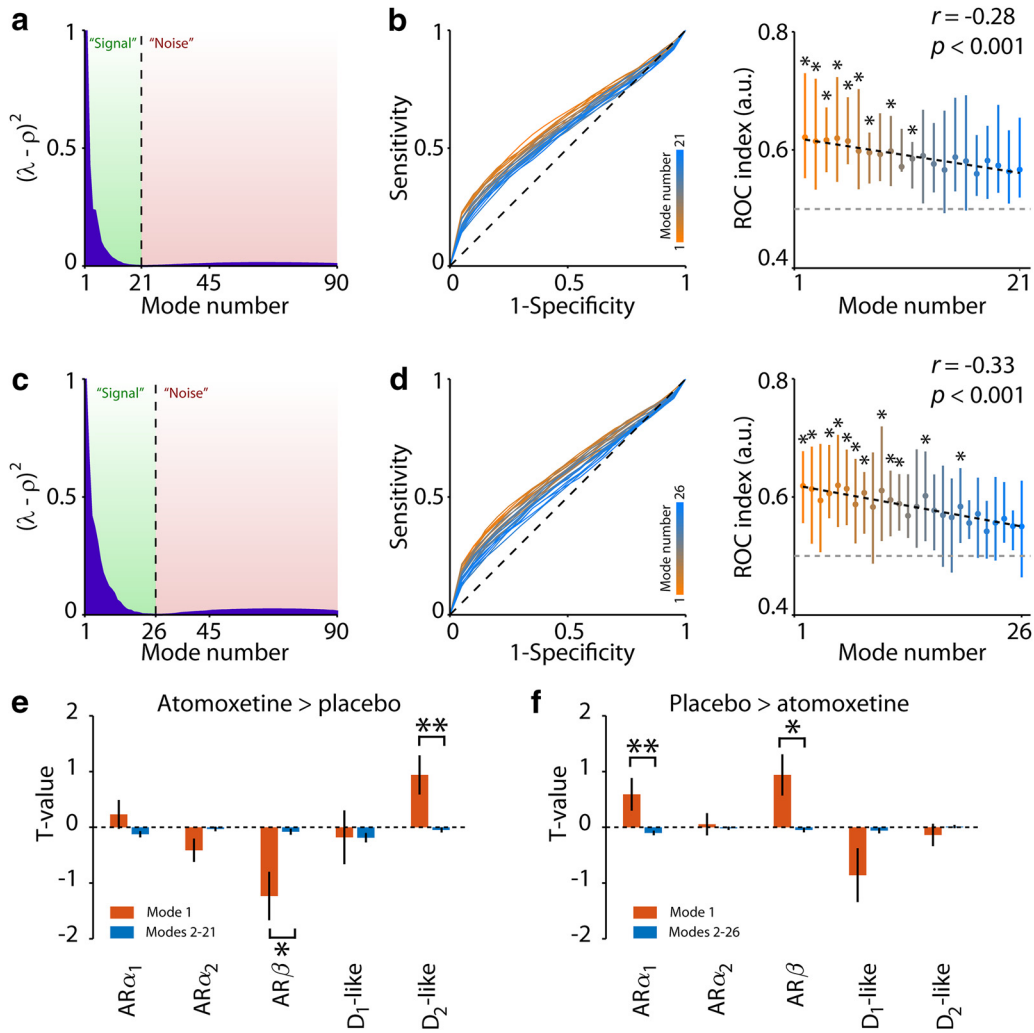 a
1
"Signal"
"Noise"
(λ - ρ)²
0
1
21
45
90
Mode number
b
1
Sensitivity
0.5
0
0
0.5
1
1-Specificity
Mode number
1
21
r = -0.28
p < 0.001
0.8
ROC index (a.u.)
0.6
0.4
* * * * * * * * *
1
21
Mode number
c
1
"Signal"
"Noise"
(λ - ρ)²
0
1
26
45
90
Mode number
d
1
Sensitivity
0.5
0
0
0.5
1
1-Specificity
Mode number
1
26
r = -0.33
p < 0.001
0.8
ROC index (a.u.)
0.6
0.4
* * * * * * * * * * * *
1
26
Mode number
e
Atomoxetine > placebo
2
1
0
-1
-2
T-value
**
*
Mode 1
Modes 2-21
ARα₁
ARα₂
ARβ
D₁-like
D₂-like
f
Placebo > atomoxetine
2
1
0
-1
-2
T-value
**
*
Mode 1
Modes 2-26
ARα₁
ARα₂
ARβ
D₁-like
D₂-like